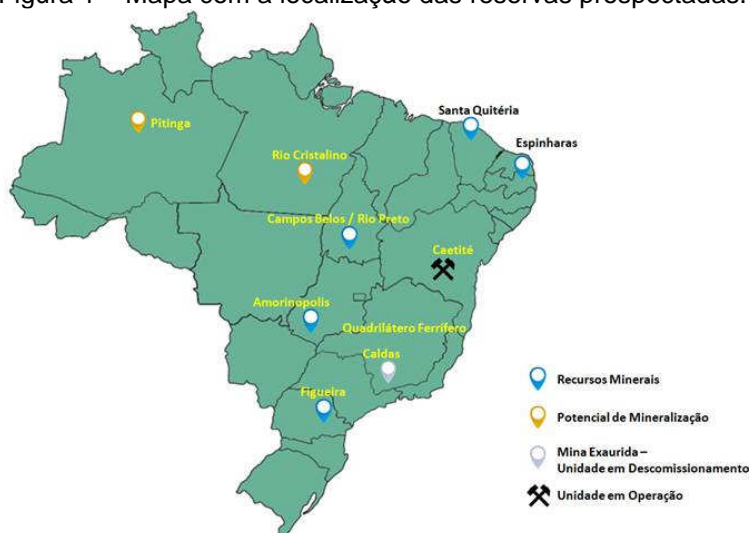 Figura 1 – Mapa com a localização das reservas prospectadas.
Santa Quitéria
Pitinga
Espinharas
Rio Cristalino
Campos Belos / Rio Preto
Caetité
Amorinópolis
Quadrilátero Ferrífero
Caldas
Figueira
Recursos Minerais
Potencial de Mineralização
Mina Exaurida –
Unidade em Descomissionamento
Unidade em Operação